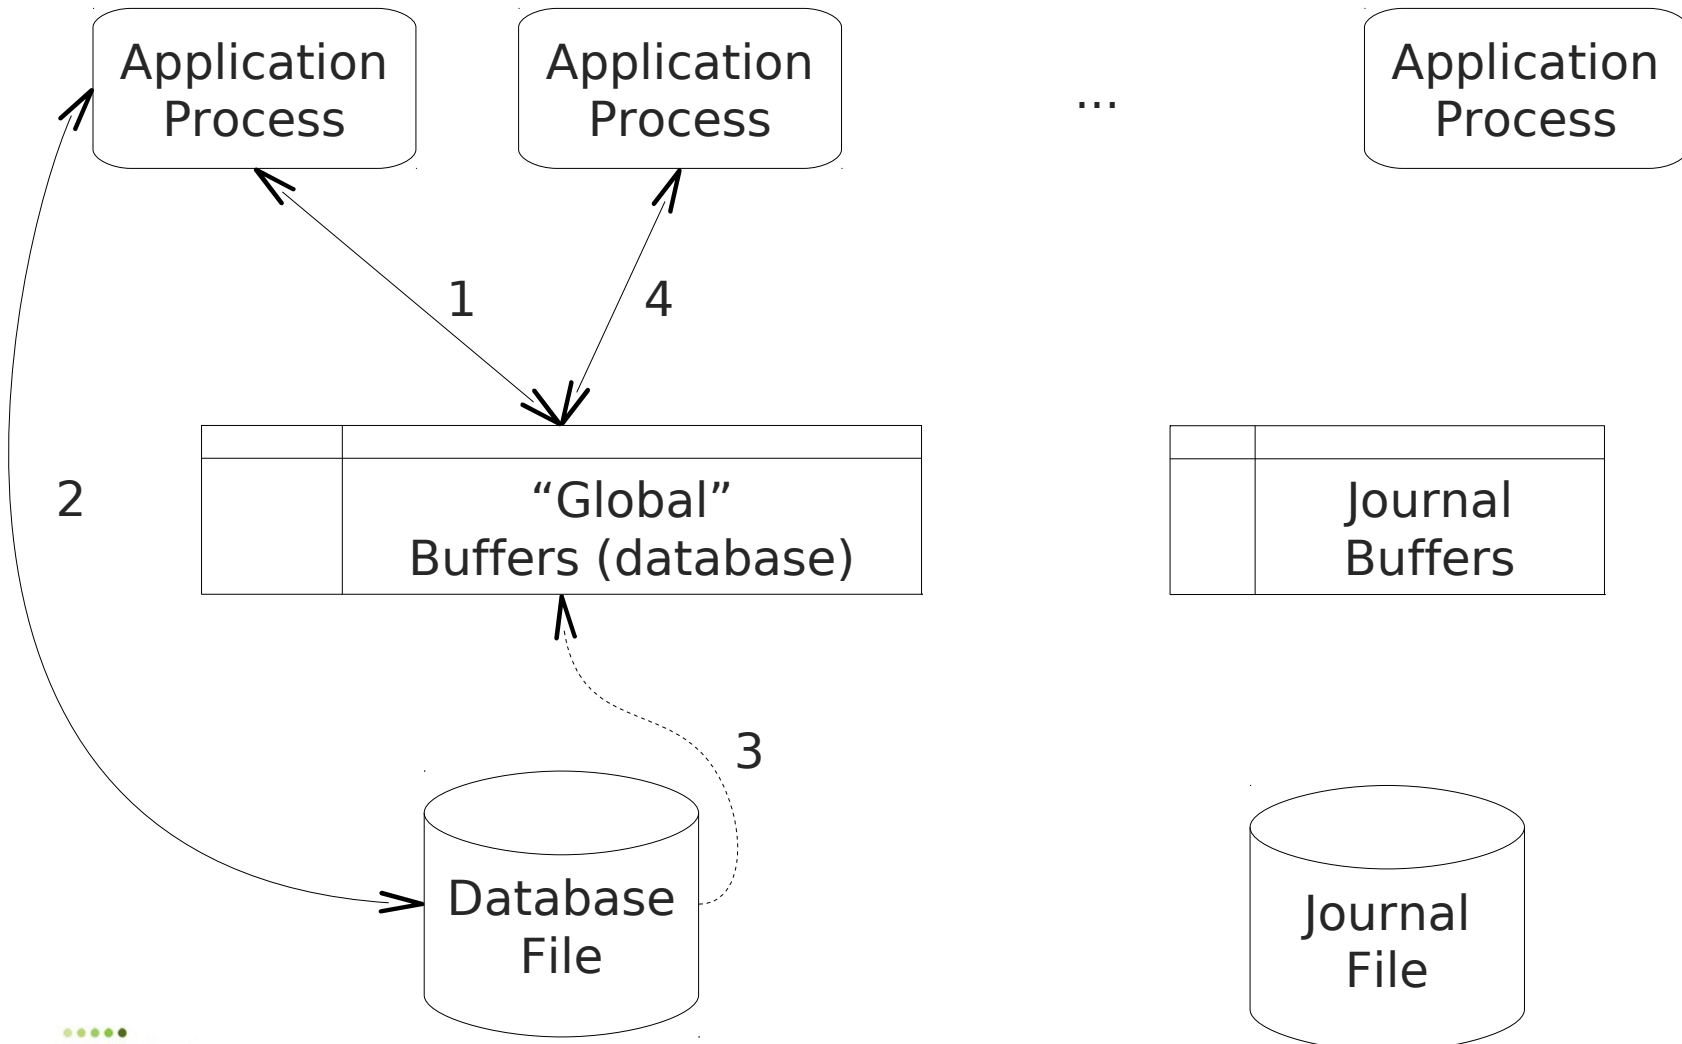 Application
Process
Application
Process
...
Application
Process
1
4
2
“Global”
Buffers (database)
Journal
Buffers
3
Database
File
Journal
File